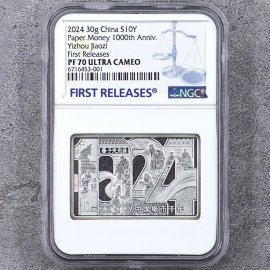 2024 30g China S10Y
Paper Money 1000th Anniv.
Yizhou Jiaozi
First Releases
PF 70 ULTRA CAMEO
6716453-001
FIRST RELEASES
NGC
1024